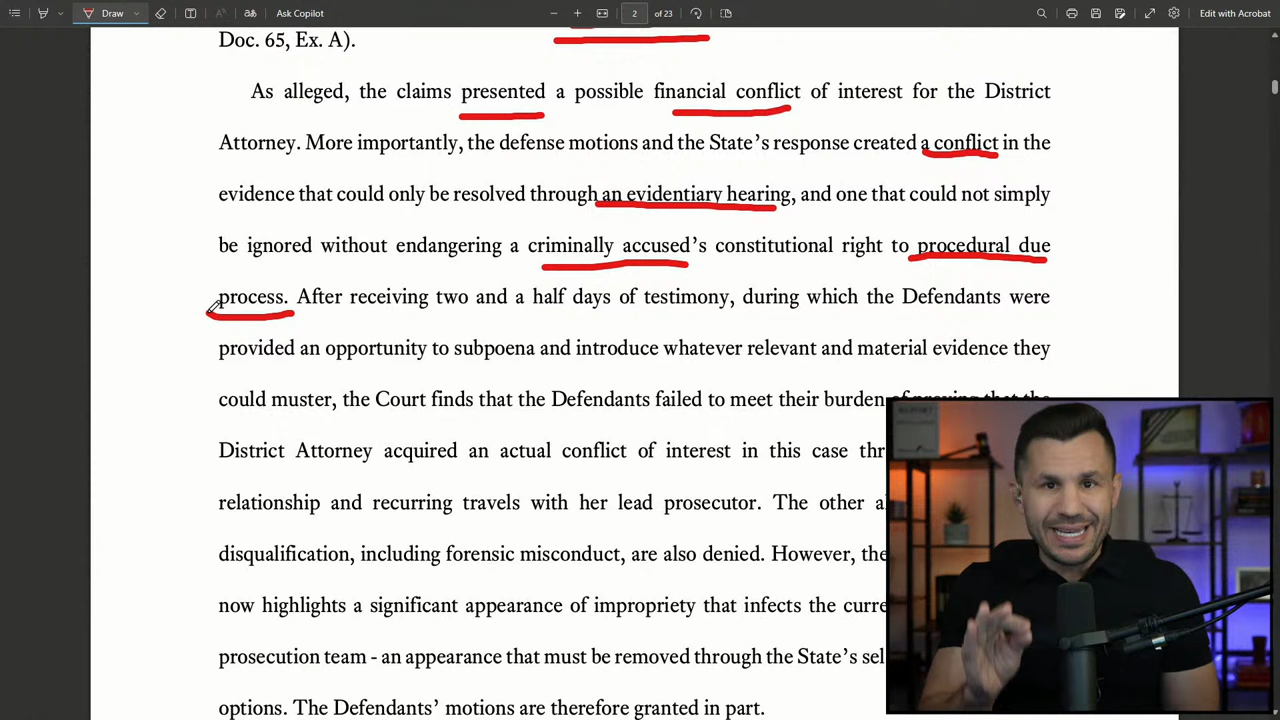 Draw
Ask Copilot
2 of 23
Edit with Acrobat
Doc. 65, Ex. A).
As alleged, the claims presented a possible financial conflict of interest for the District
Attorney. More importantly, the defense motions and the State’s response created a conflict in the
evidence that could only be resolved through an evidentiary hearing, and one that could not simply
be ignored without endangering a criminally accused’s constitutional right to procedural due
process. After receiving two and a half days of testimony, during which the Defendants were
provided an opportunity to subpoena and introduce whatever relevant and material evidence they
could muster, the Court finds that the Defendants failed to meet their burden of proving that the
District Attorney acquired an actual conflict of interest in this case
relationship and recurring travels with her lead prosecutor. The other
disqualification, including forensic misconduct, are also denied. However,
now highlights a significant appearance of impropriety that infects the
prosecution team - an appearance that must be removed through the State’s
options. The Defendants’ motions are therefore granted in part.